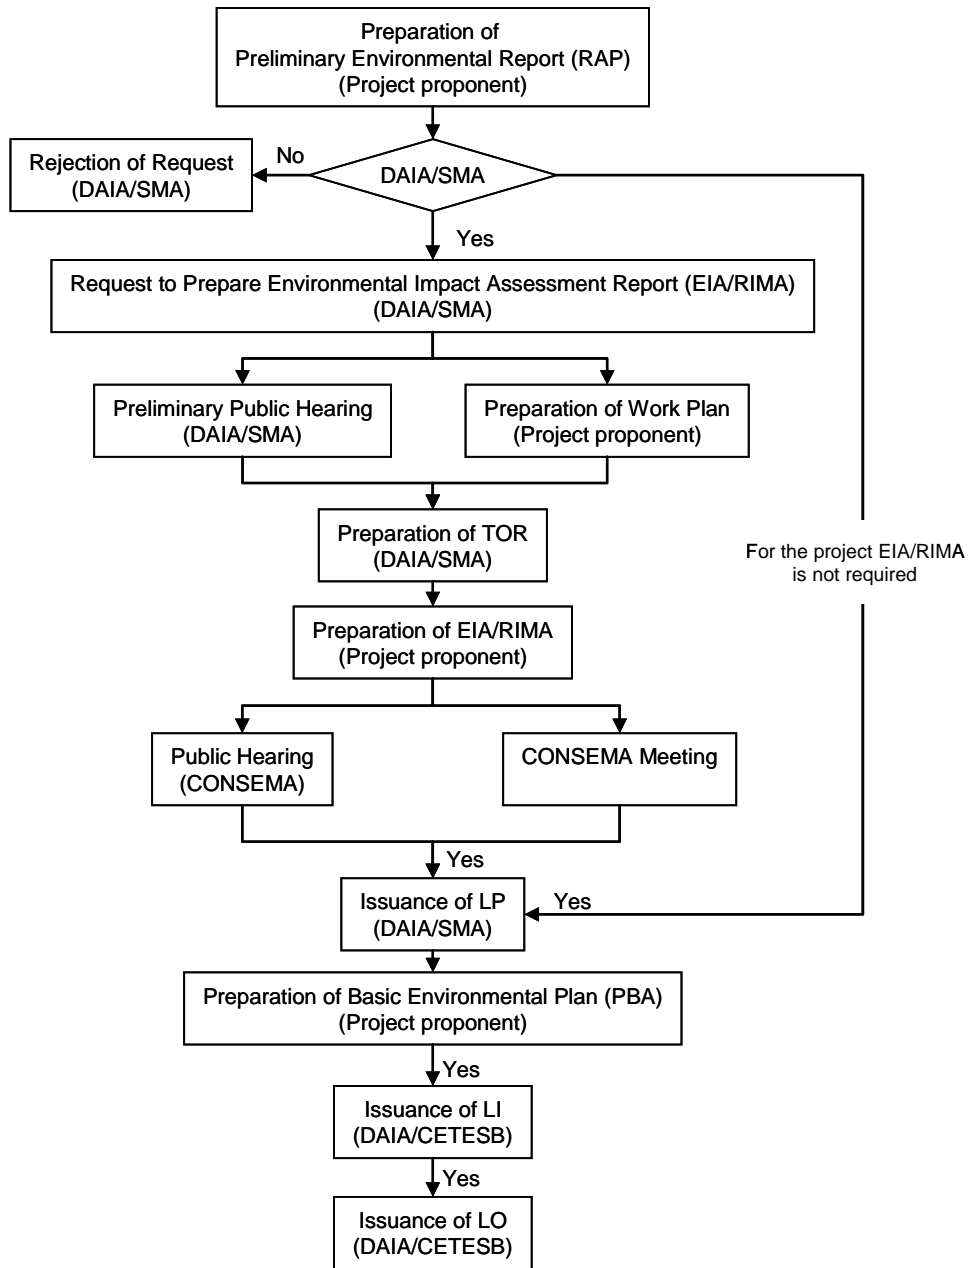 Preparation of
Preliminary Environmental Report (RAP)
(Project proponent)
Rejection of Request
(DAIA/SMA)
No
DAIA/SMA
Yes
Request to Prepare Environmental Impact Assessment Report (EIA/RIMA)
(DAIA/SMA)
Preliminary Public Hearing
(DAIA/SMA)
Preparation of Work Plan
(Project proponent)
Preparation of TOR
(DAIA/SMA)
For the project EIA/RIMA
is not required
Preparation of EIA/RIMA
(Project proponent)
Public Hearing
(CONSEMA)
CONSEMA Meeting
Yes
Issuance of LP
(DAIA/SMA)
Yes
Preparation of Basic Environmental Plan (PBA)
(Project proponent)
Yes
Issuance of LI
(DAIA/CETESB)
Yes
Issuance of LO
(DAIA/CETESB)